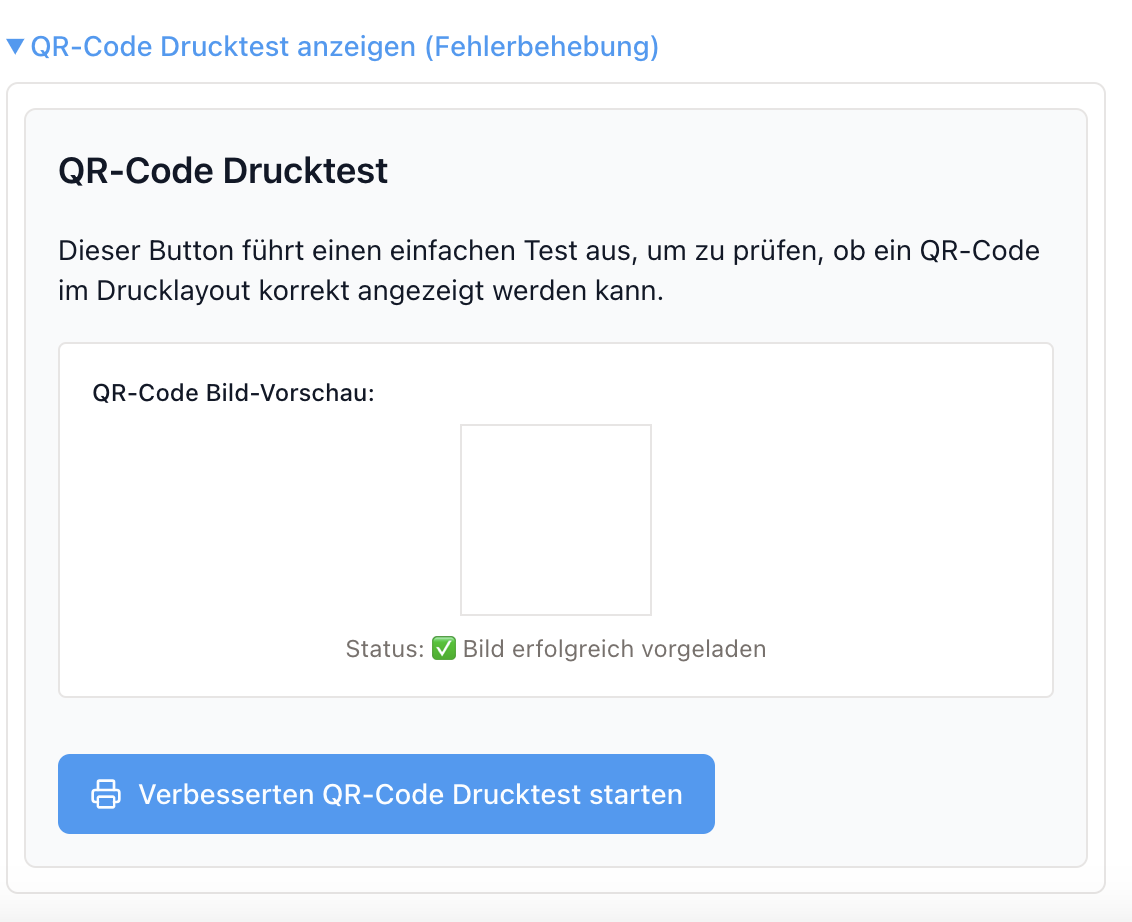 ▼ QR-Code Drucktest anzeigen (Fehlerbehebung)
QR-Code Drucktest
Dieser Button führt einen einfachen Test aus, um zu prüfen, ob ein QR-Code
im Drucklayout korrekt angezeigt werden kann.
QR-Code Bild-Vorschau:
Status: ✅ Bild erfolgreich vorgeladen
Verbesserten QR-Code Drucktest starten